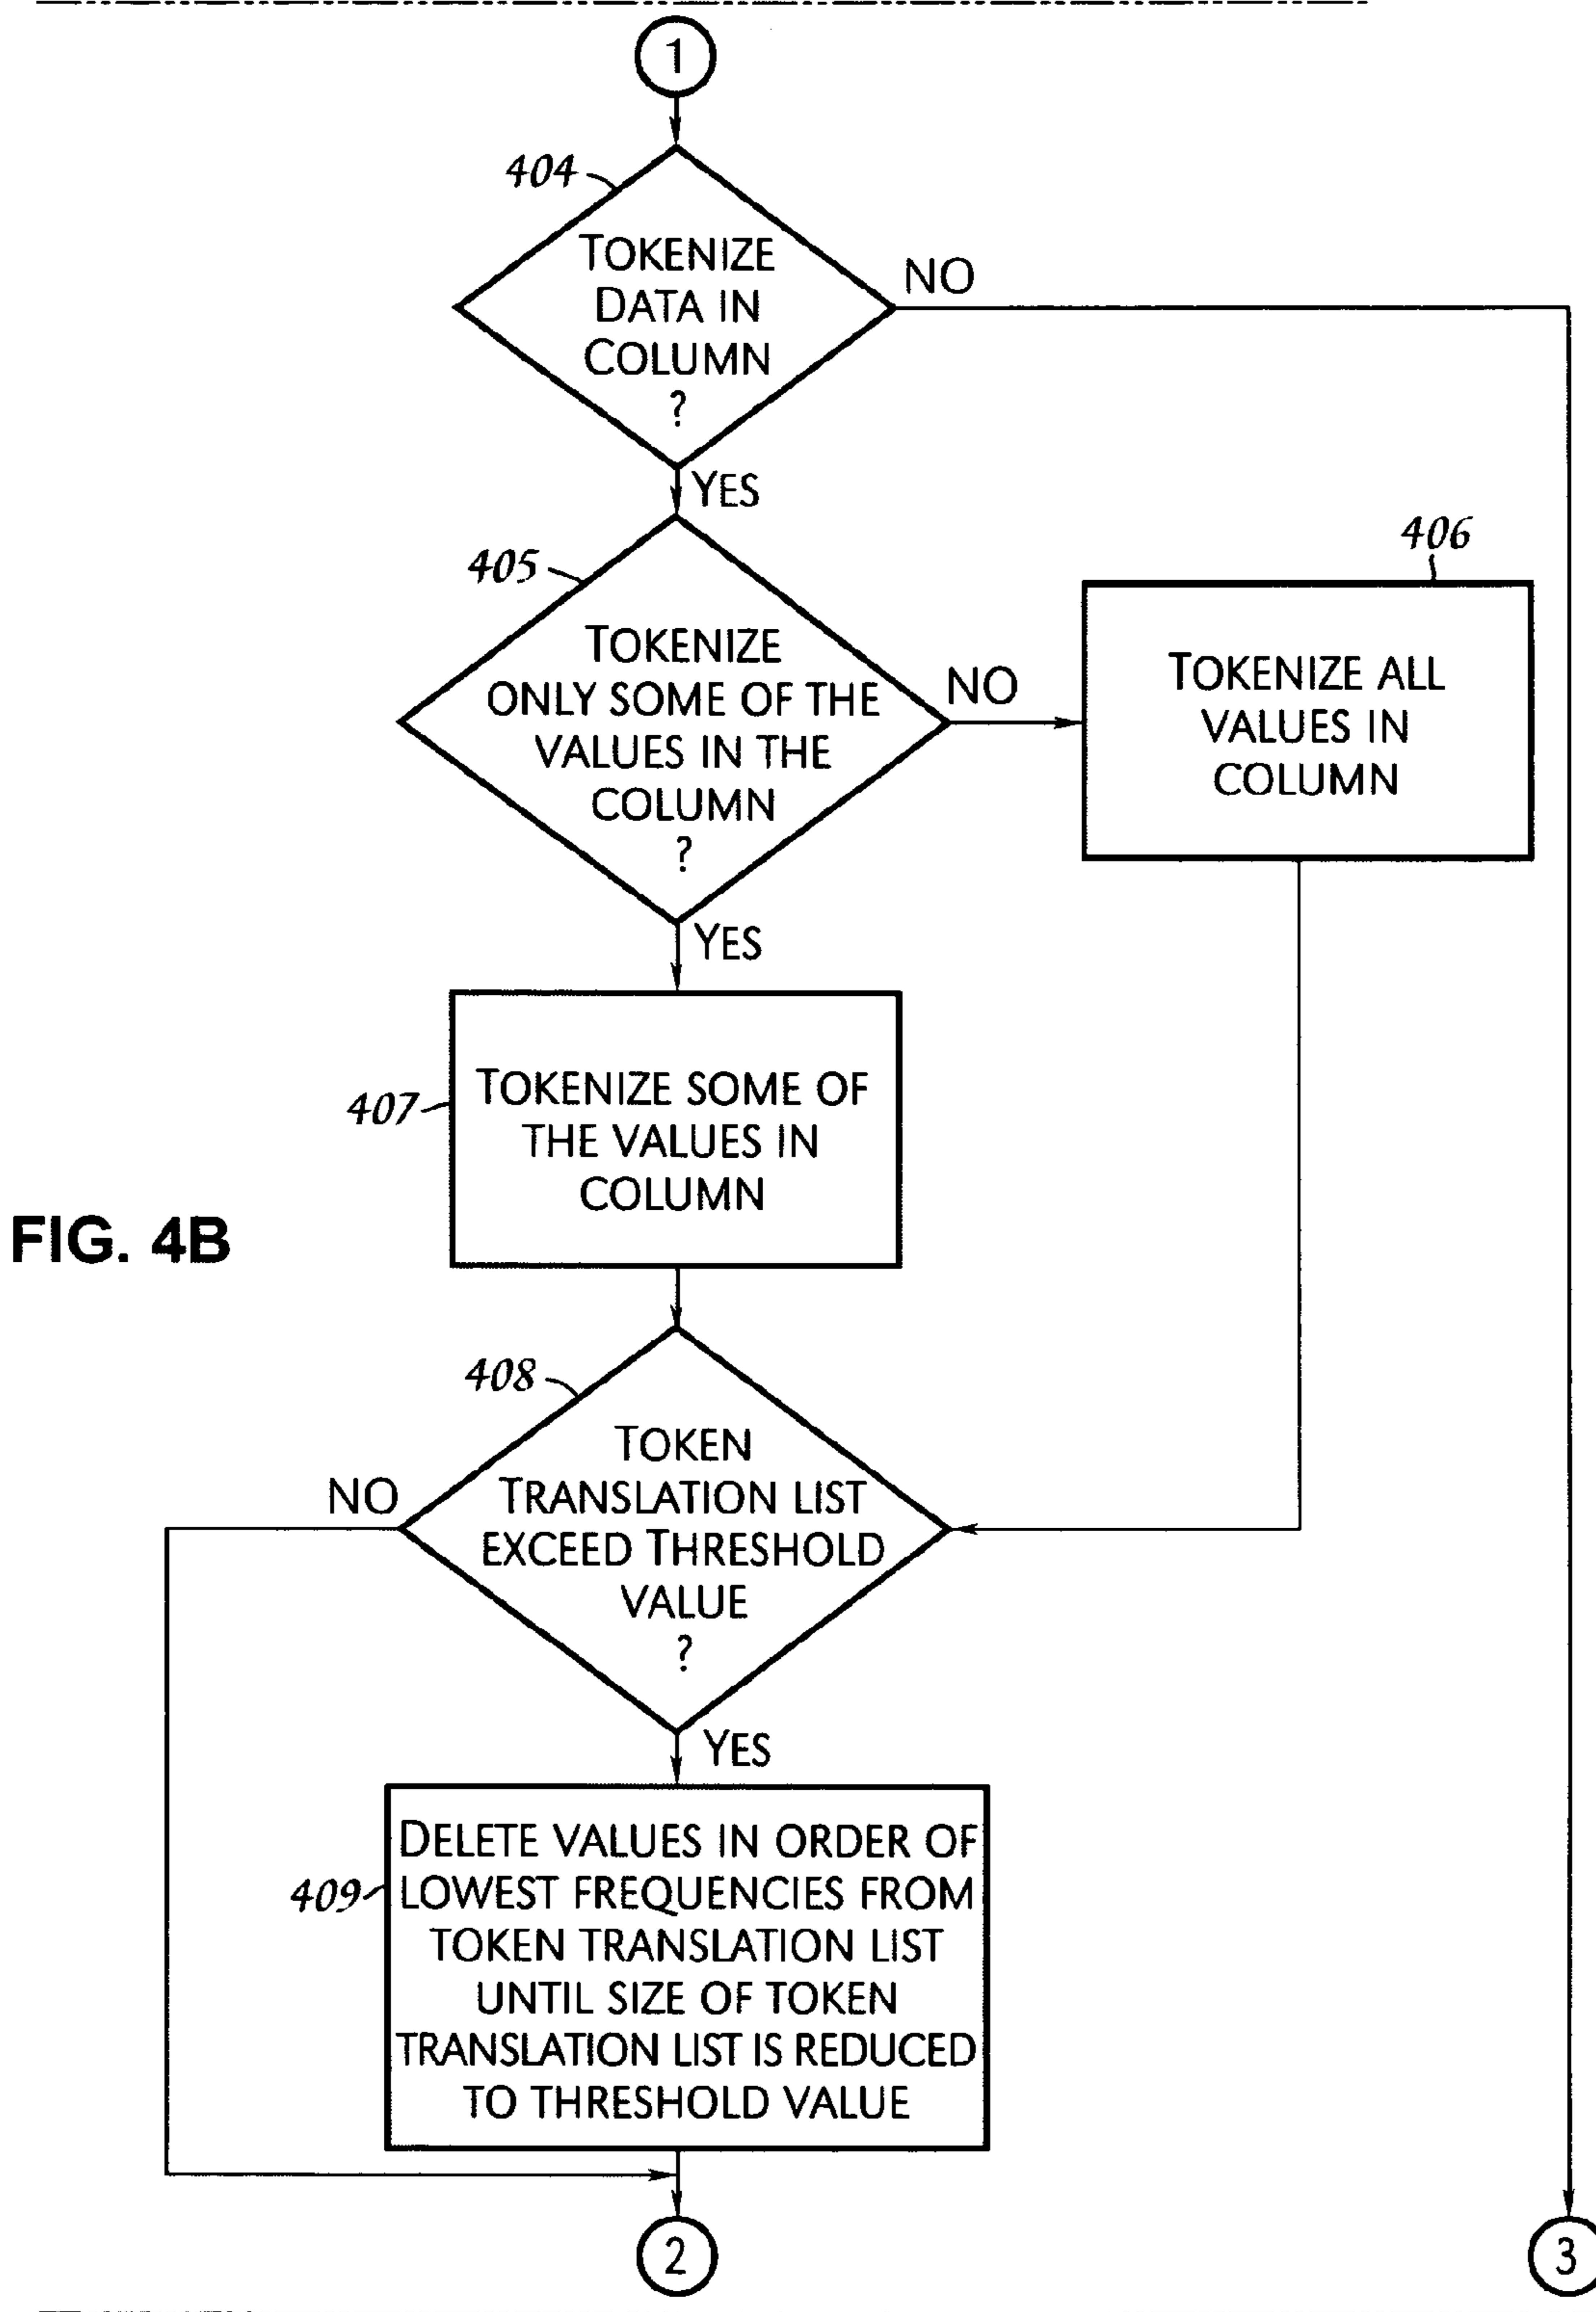 1
404
TOKENIZE
DATA IN
COLUMN
?
NO
YES
405
TOKENIZE
ONLY SOME OF THE
VALUES IN THE
COLUMN
?
NO
406
TOKENIZE ALL
VALUES IN
COLUMN
YES
407
TOKENIZE SOME OF
THE VALUES IN
COLUMN
FIG. 4B
408
TOKEN
TRANSLATION LIST
EXCEED THRESHOLD
VALUE
?
NO
YES
409
DELETE VALUES IN ORDER OF
LOWEST FREQUENCIES FROM
TOKEN TRANSLATION LIST
UNTIL SIZE OF TOKEN
TRANSLATION LIST IS REDUCED
TO THRESHOLD VALUE
2
3